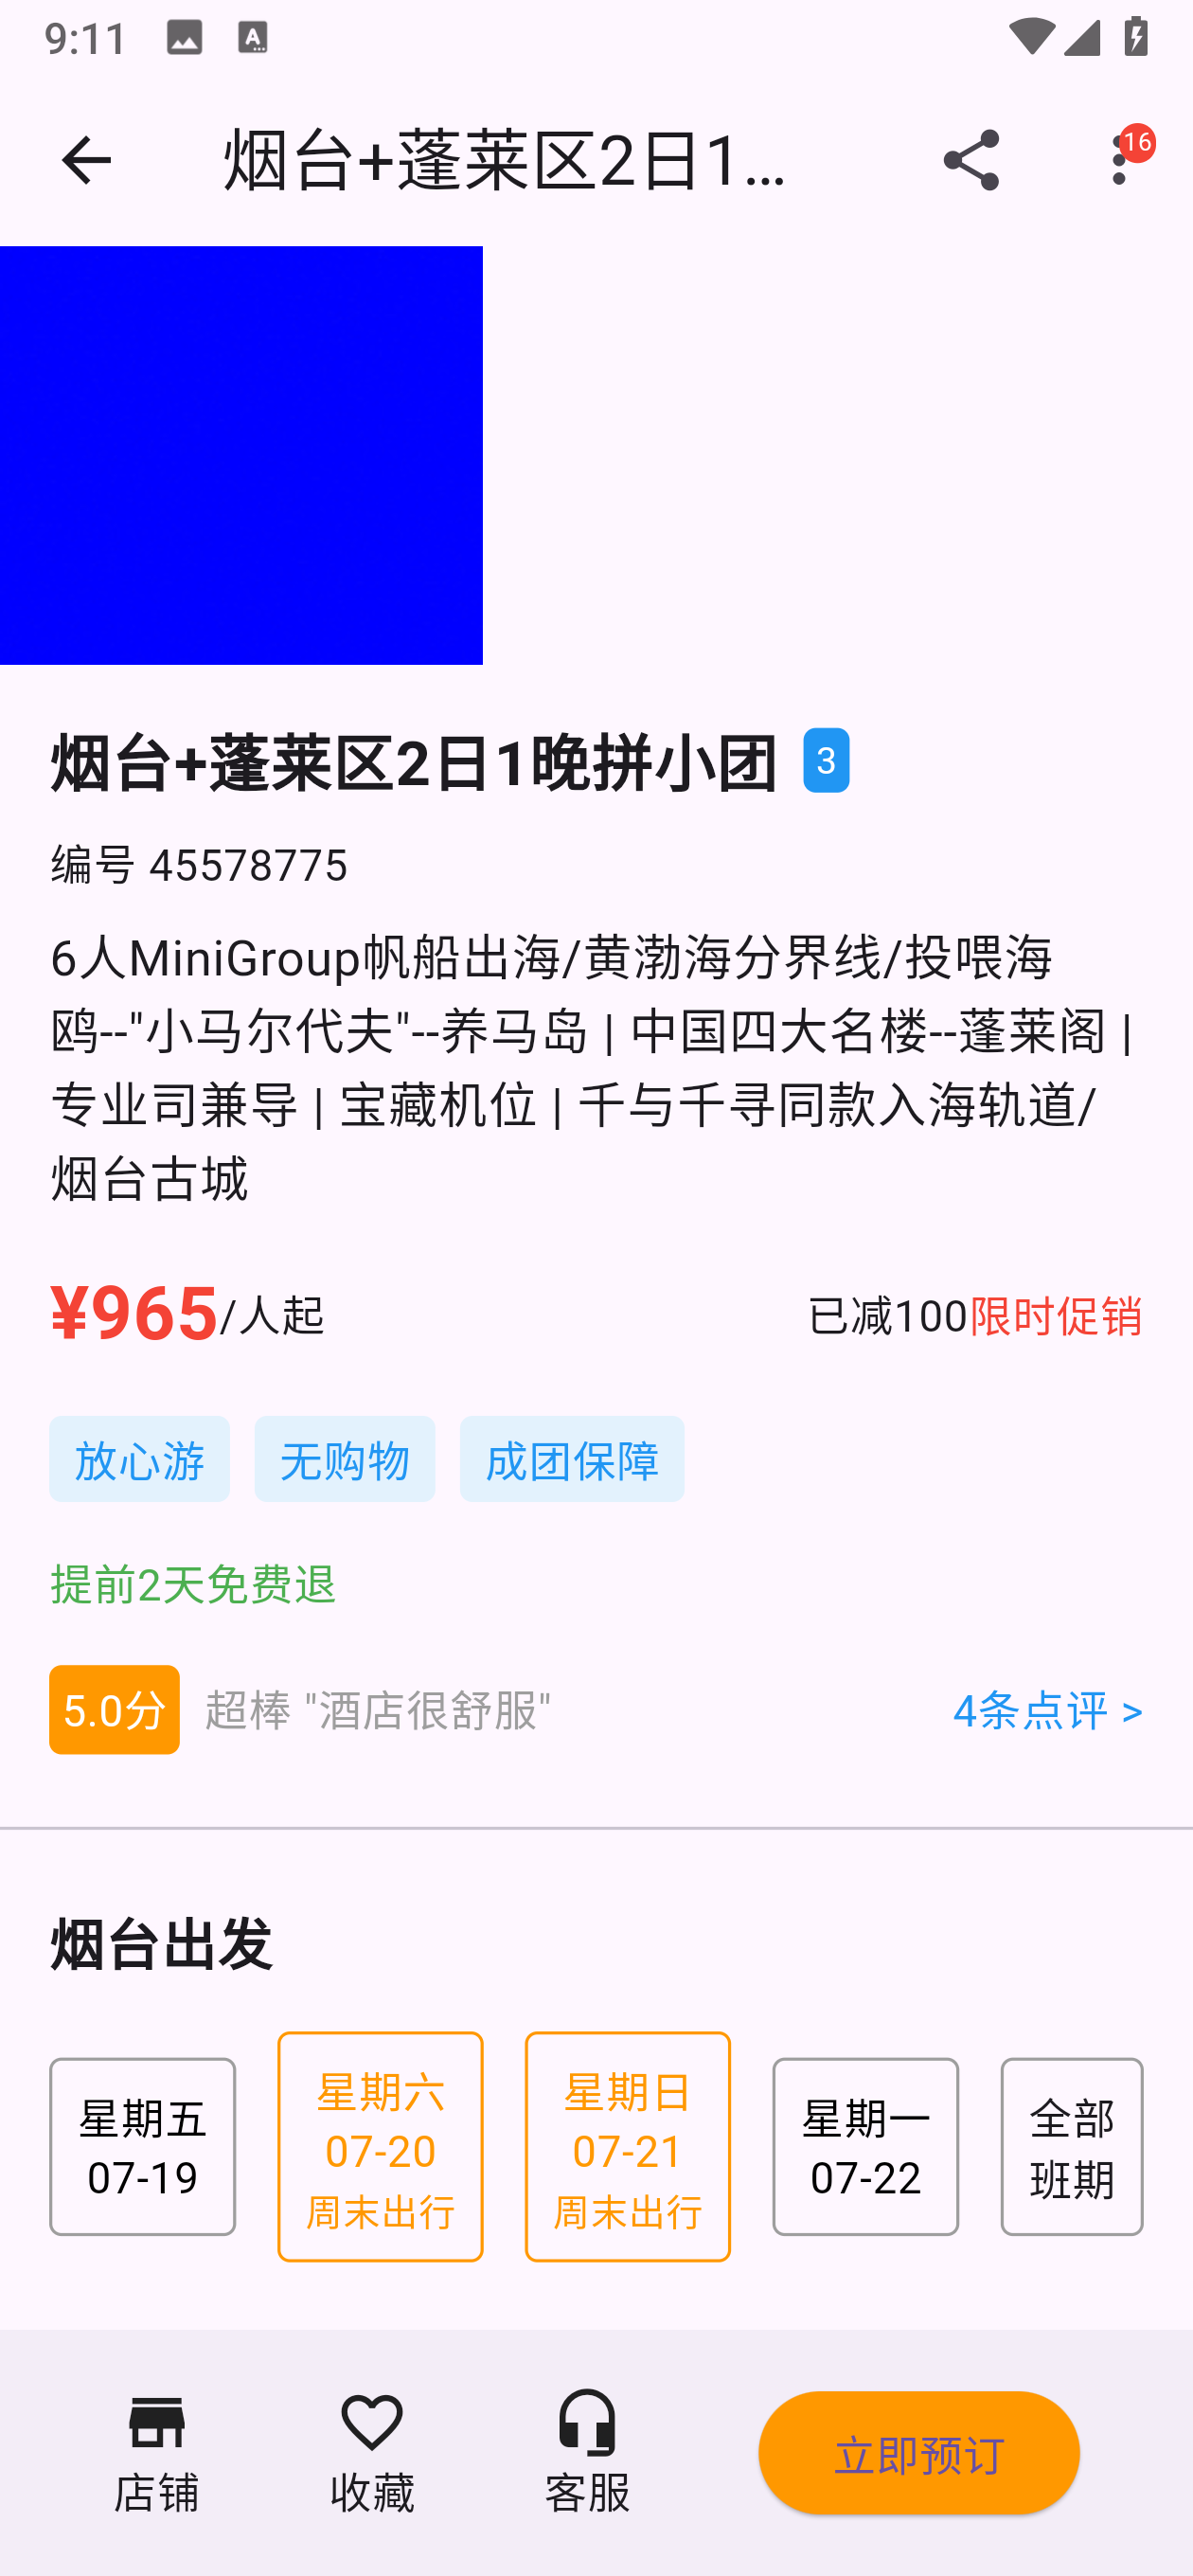 9:11
烟台+蓬莱区2日1...
16
烟台+蓬莱区2日1晚拼小团 3
编号 45578775
6人MiniGroup帆船出海/黄渤海分界线/投喂海
鸥--"小马尔代夫"--养马岛 | 中国四大名楼--蓬莱阁 |
专业司兼导 | 宝藏机位 | 千与千寻同款入海轨道/
烟台古城
¥965/人起 已减100限时促销
放心游 无购物 成团保障
提前2天免费退
5.0分 超棒 "酒店很舒服" 4条点评 >
烟台出发
星期五
07-19
星期六
07-20
周末出行
星期日
07-21
周末出行
星期一
07-22
全部
班期
店铺
收藏
客服
立即预订